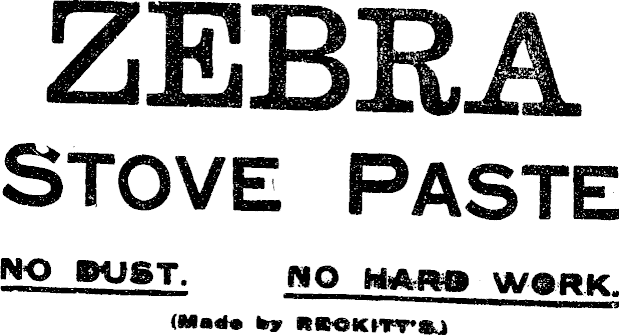 ZEBRA
STOVE PASTE
NO DUST. NO HARD WORK.
(Made by RECKITT'S.)